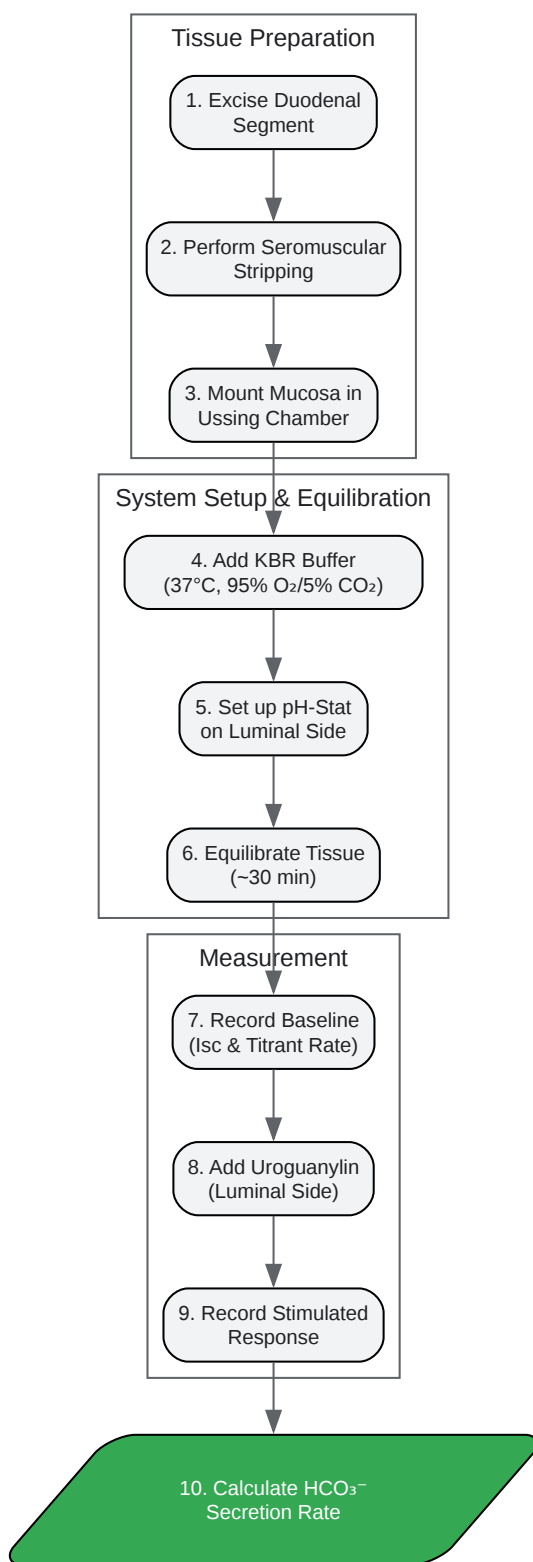 Tissue Preparation
1. Excise Duodenal
Segment
2. Perform Seromuscular
Stripping
3. Mount Mucosa in
Ussing Chamber
System Setup & Equilibration
4. Add KBR Buffer
(37°C, 95% O₂/5% CO₂)
5. Set up pH-Stat
on Luminal Side
6. Equilibrate Tissue
(~30 min)
Measurement
7. Record Baseline
(Isc & Titrant Rate)
8. Add Uroguanylin
(Luminal Side)
9. Record Stimulated
Response
10. Calculate HCO₃⁻
Secretion Rate